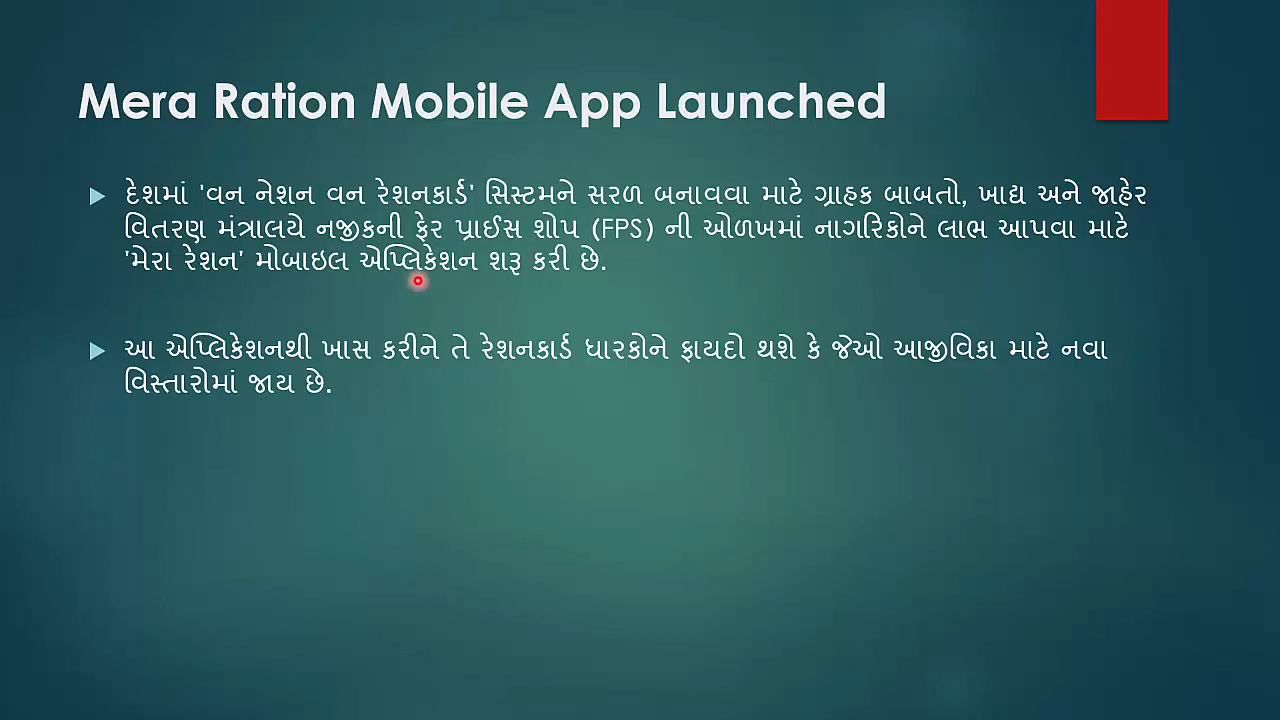 Mera Ration Mobile App Launched
દેશમાં 'વન નેશન વન રેશનકાર્ડ' સિસ્ટમને સરળ બનાવવા માટે ગ્રાહક બાબતો, ખાદ્ય અને જાહેર
વિતરણ મંત્રાલયે નજીકની ફેર પ્રાઈસ શોપ (FPS) ની ઓળખમાં નાગરિકોને લાભ આપવા માટે
'મેરા રેશન' મોબાઇલ એપ્લિકેશન શરૂ કરી છે.
આ એપ્લિકેશનથી ખાસ કરીને તે રેશનકાર્ડ ધારકોને ફાયદો થશે કે જેઓ આજીવિકા માટે નવા
વિસ્તારોમાં જાય છે.